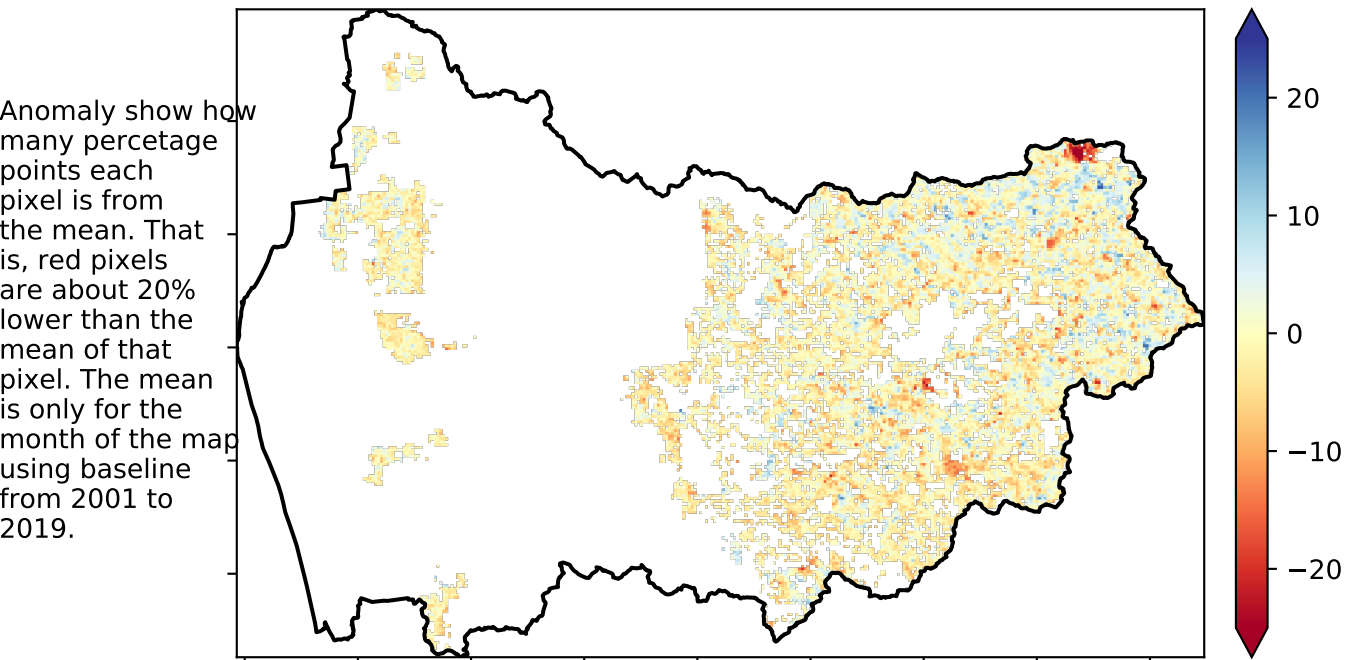 Anomaly show how
many percetage
points each
pixel is from
the mean. That
is, red pixels
are about 20%
lower than the
mean of that
pixel. The mean
is only for the
month of the map
using baseline
from 2001 to
2019.
20
10
0
−10
−20